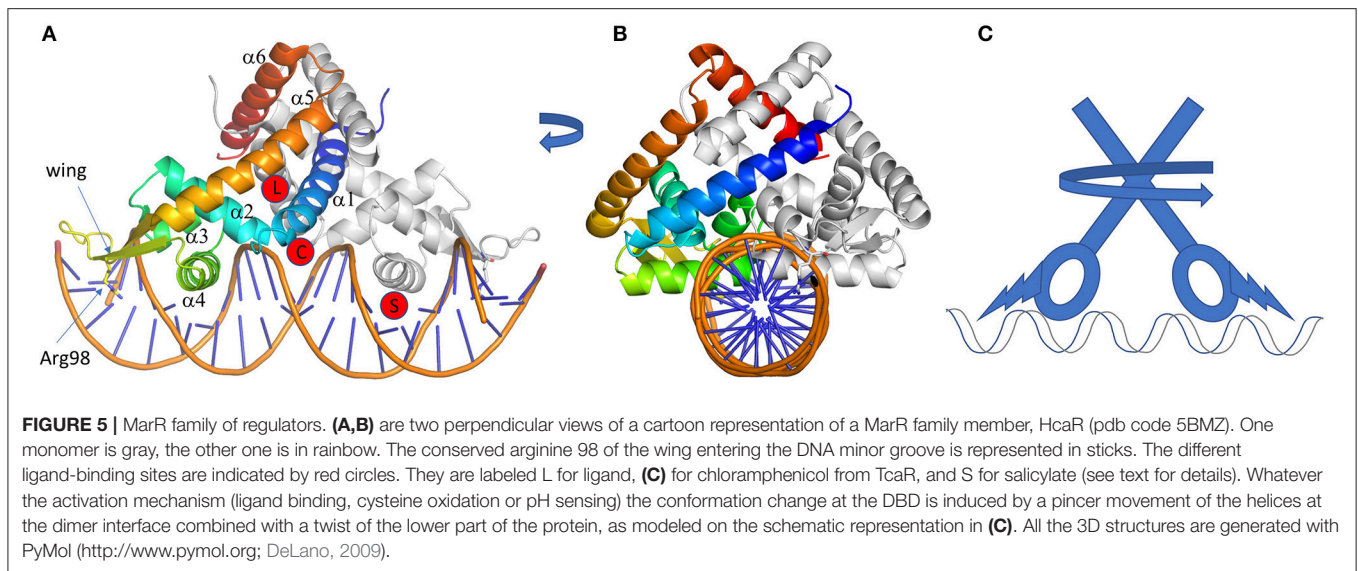 A
B
C
α6
α5
wing
L
α1
α2
α3
C
α4
S
Arg98
FIGURE 5 | MarR family of regulators. (A,B) are two perpendicular views of a cartoon representation of a MarR family member, HcaR (pdb code 5BMZ). One
monomer is gray, the other one is in rainbow. The conserved arginine 98 of the wing entering the DNA minor groove is represented in sticks. The different
ligand-binding sites are indicated by red circles. They are labeled L for ligand, (C) for chloramphenicol from TcaR, and S for salicylate (see text for details). Whatever
the activation mechanism (ligand binding, cysteine oxidation or pH sensing) the conformation change at the DBD is induced by a pincer movement of the helices at
the dimer interface combined with a twist of the lower part of the protein, as modeled on the schematic representation in (C). All the 3D structures are generated with
PyMol (http://www.pymol.org; DeLano, 2009).